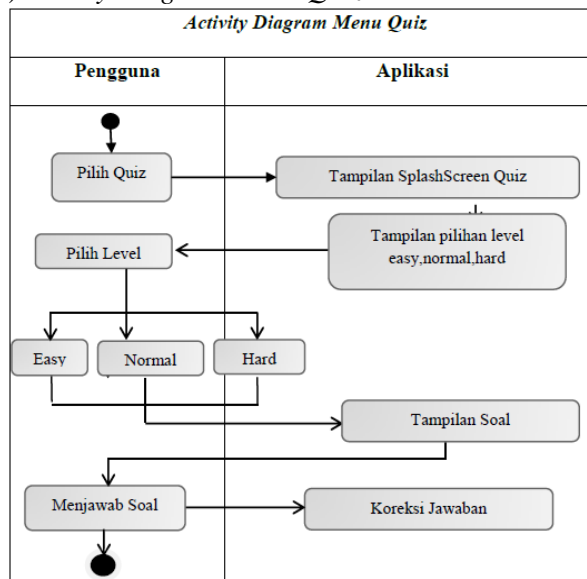 Activity Diagram Menu Quiz
Pengguna
Aplikasi
Pilih Quiz
Tampilan SplashScreen Quiz
Tampilan pilihan level
easy,normal,hard
Pilih Level
Easy
Normal
Hard
Tampilan Soal
Menjawab Soal
Koreksi Jawaban